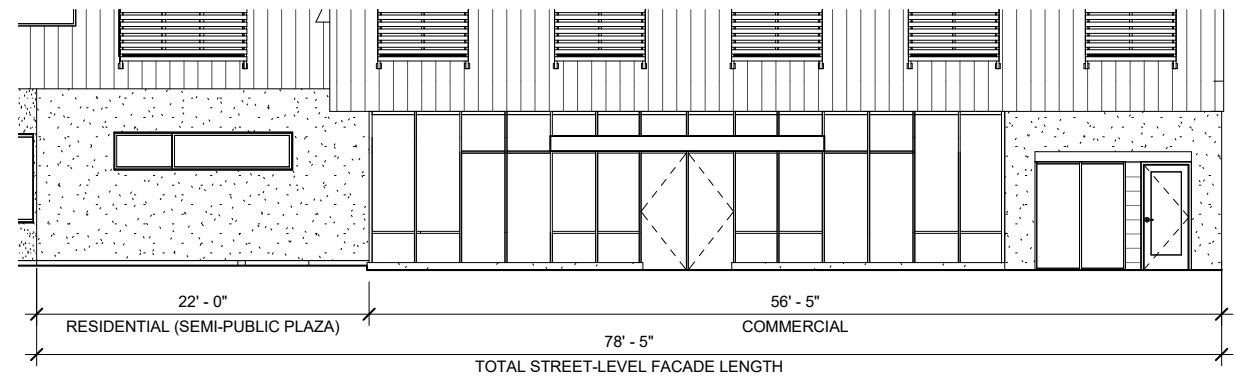 22' - 0" 56' - 5"
RESIDENTIAL (SEMI-PUBLIC PLAZA) COMMERCIAL
78' - 5"
TOTAL STREET-LEVEL FACADE LENGTH